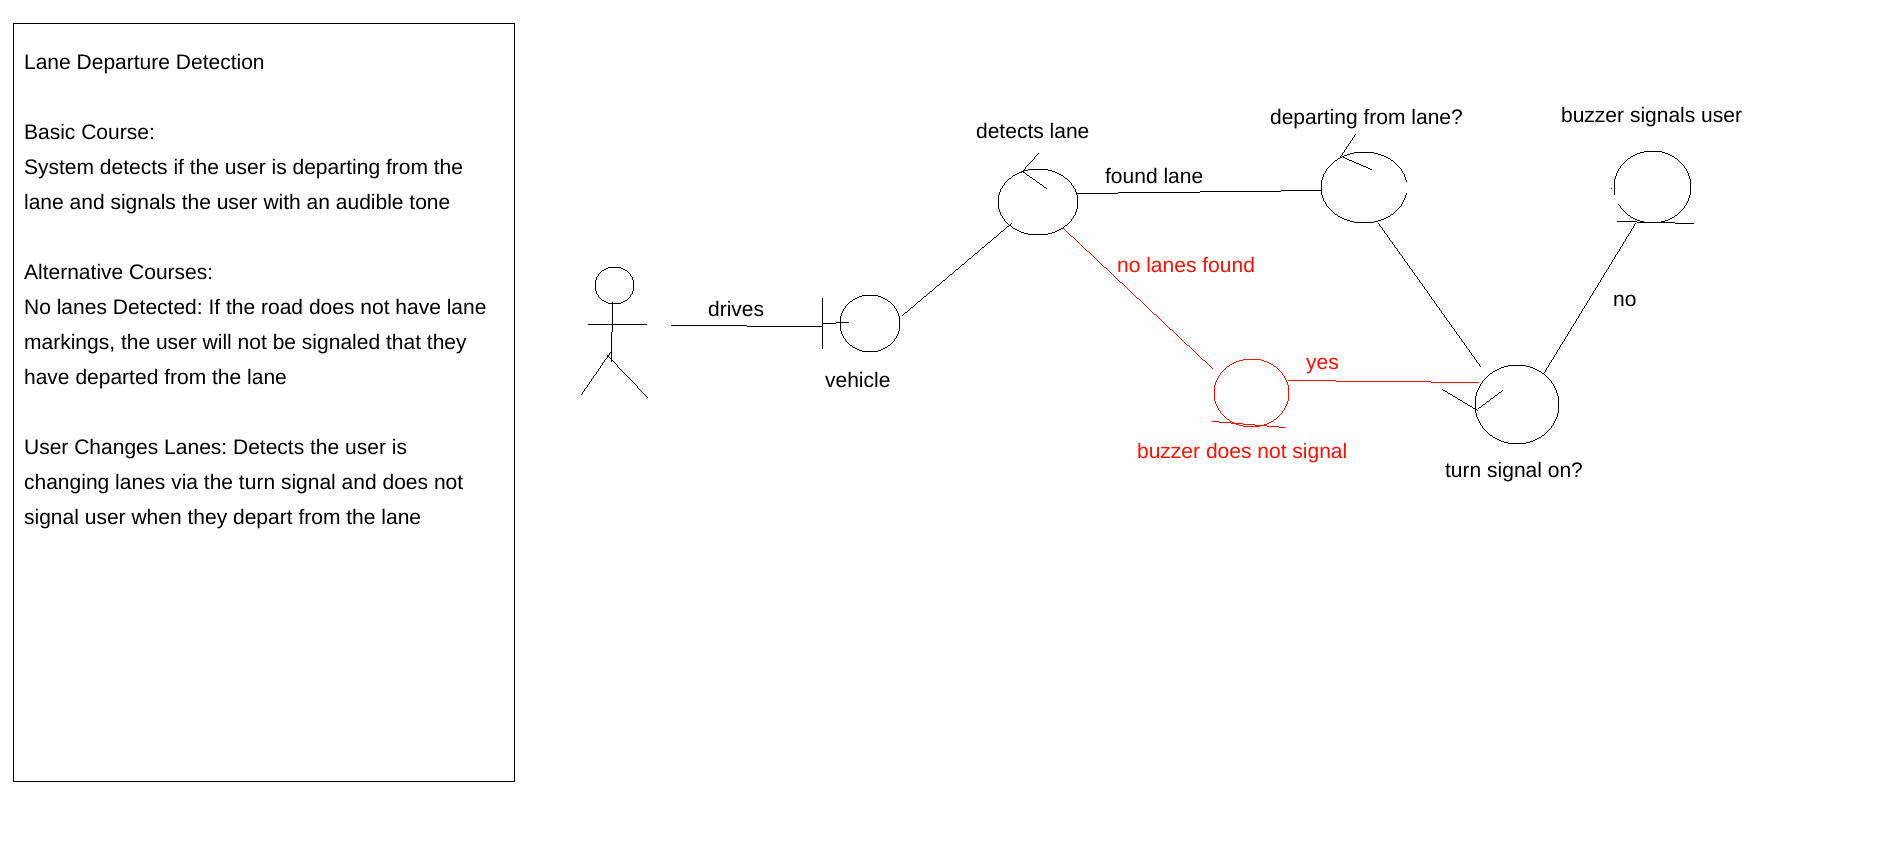 Lane Departure Detection
Basic Course:
System detects if the user is departing from the
lane and signals the user with an audible tone
Alternative Courses:
No lanes Detected: If the road does not have lane
markings, the user will not be signaled that they
have departed from the lane
User Changes Lanes: Detects the user is
changing lanes via the turn signal and does not
signal user when they depart from the lane
drives
vehicle
detects lane
found lane
departing from lane?
buzzer signals user
no lanes found
no
yes
buzzer does not signal
turn signal on?